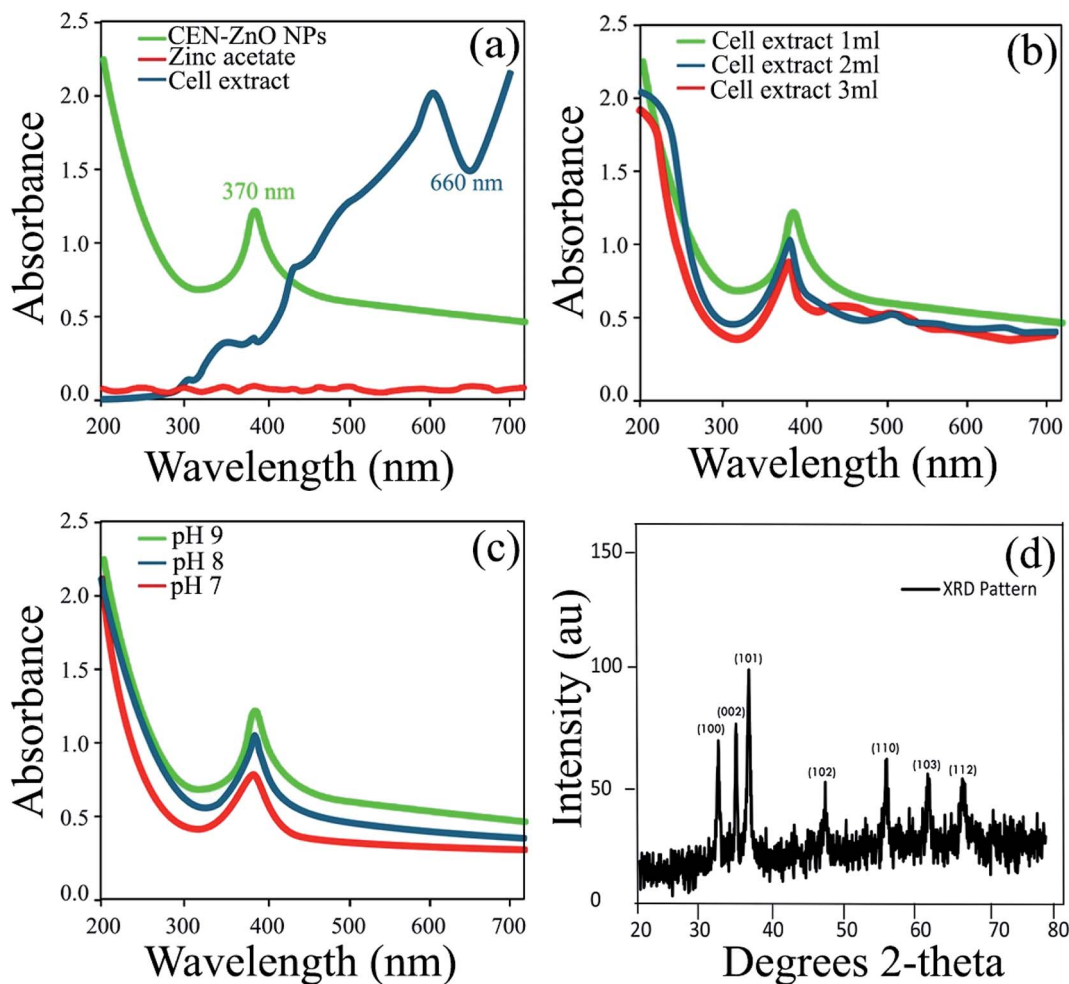 (a)
CEN-ZnO NPs
Zinc acetate
Cell extract
370 nm
660 nm
2.5
2.0
1.5
1.0
0.5
0.0
200 300 400 500 600 700
Absorbance
Wavelength (nm)
(b)
Cell extract 1ml
Cell extract 2ml
Cell extract 3ml
2.5
2.0
1.5
1.0
0.5
0.0
200 300 400 500 600 700
Absorbance
Wavelength (nm)
(c)
pH 9
pH 8
pH 7
2.5
2.0
1.5
1.0
0.5
0.0
200 300 400 500 600 700
Absorbance
Wavelength (nm)
(d)
XRD Pattern
150
100
50
0
(100)
(002)
(101)
(102)
(110)
(103)
(112)
20 30 40 50 60 70 80
Intensity (au)
Degrees 2-theta